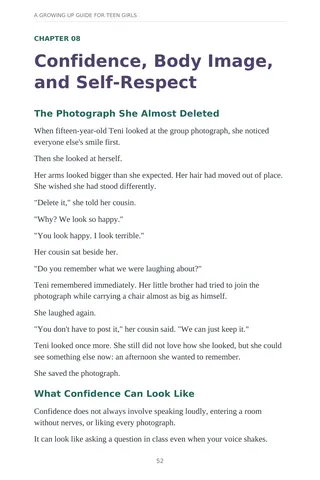 A GROWING UP GUIDE FOR TEEN GIRLS
CHAPTER 08
Confidence, Body Image,
and Self-Respect
The Photograph She Almost Deleted
When fifteen-year-old Teni looked at the group photograph, she noticed
everyone else's smile first.
Then she looked at herself.
Her arms looked bigger than she expected. Her hair had moved out of place.
She wished she had stood differently.
"Delete it," she told her cousin.
"Why? We look so happy."
"You look happy. I look terrible."
Her cousin sat beside her.
"Do you remember what we were laughing about?"
Teni remembered immediately. Her little brother had tried to join the
photograph while carrying a chair almost as big as himself.
She laughed again.
"You don't have to post it," her cousin said. "We can just keep it."
Teni looked once more. She still did not love how she looked, but she could
see something else now: an afternoon she wanted to remember.
She saved the photograph.
What Confidence Can Look Like
Confidence does not always involve speaking loudly, entering a room
without nerves, or liking every photograph.
It can look like asking a question in class even when your voice shakes.
52